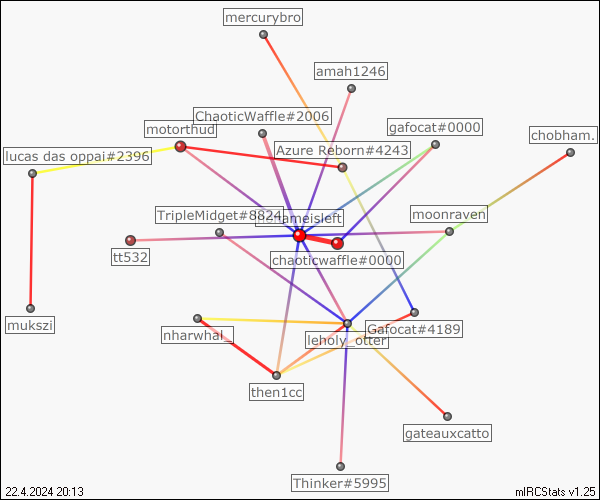 mercurybro
amah1246
ChaoticWaffle#2006
motorthud
gafocat#0000
chobham.
Azure Reborn#4243
lucas das oppai#2396
TripleMidget#8824
nameisleft
moonraven
tt532
chaoticwaffle#0000
mukszi
nharwhal_
Gafocat#4189
leholy_otter
then1cc
gateauxcatto
Thinker#5995
22.4.2024 20:13
mIRCStats v1.25